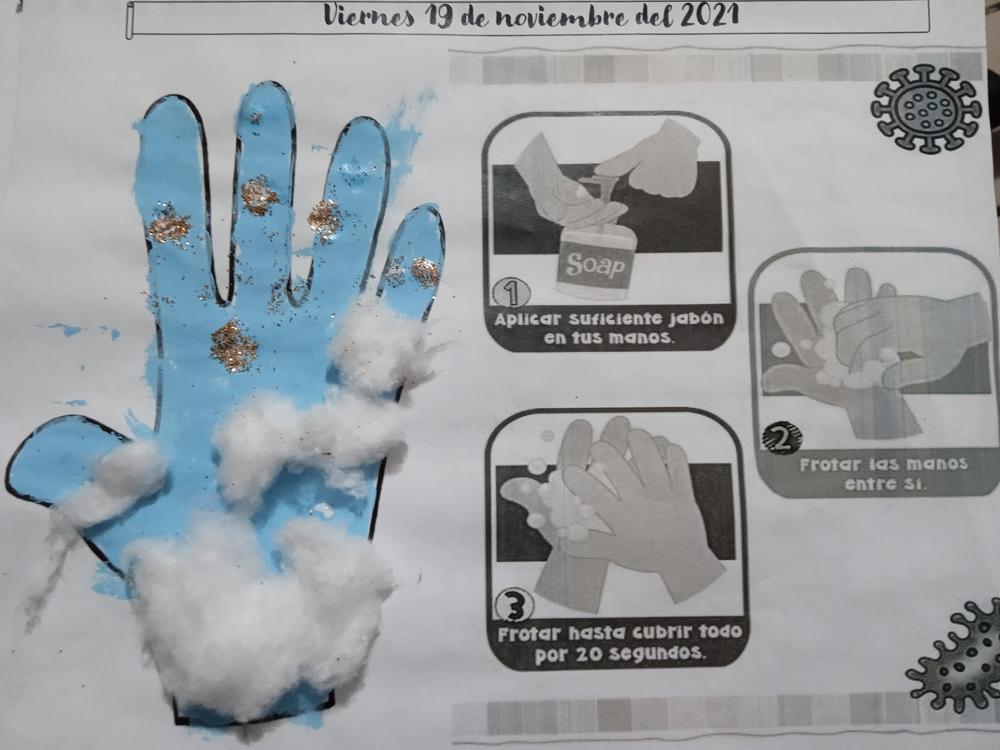 Viernes 19 de noviembre del 2021
Soap
1
Aplicar suficiente jabón
en tus manos.
2
Frotar las manos
entre sí.
3
Frotar hasta cubrir todo
por 20 segundos.